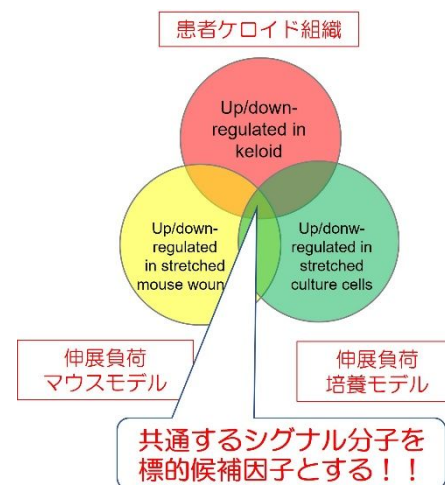 患者ケロイド組織
Up/down-
regulated in
keloid
Up/down-
regulated
in stretched
mouse woun
Up/donw-
regulated in
stretched
culture cells
伸展負荷
マウスモデル
伸展負荷
培養モデル
共通するシグナル分子を
標的候補因子とする！！